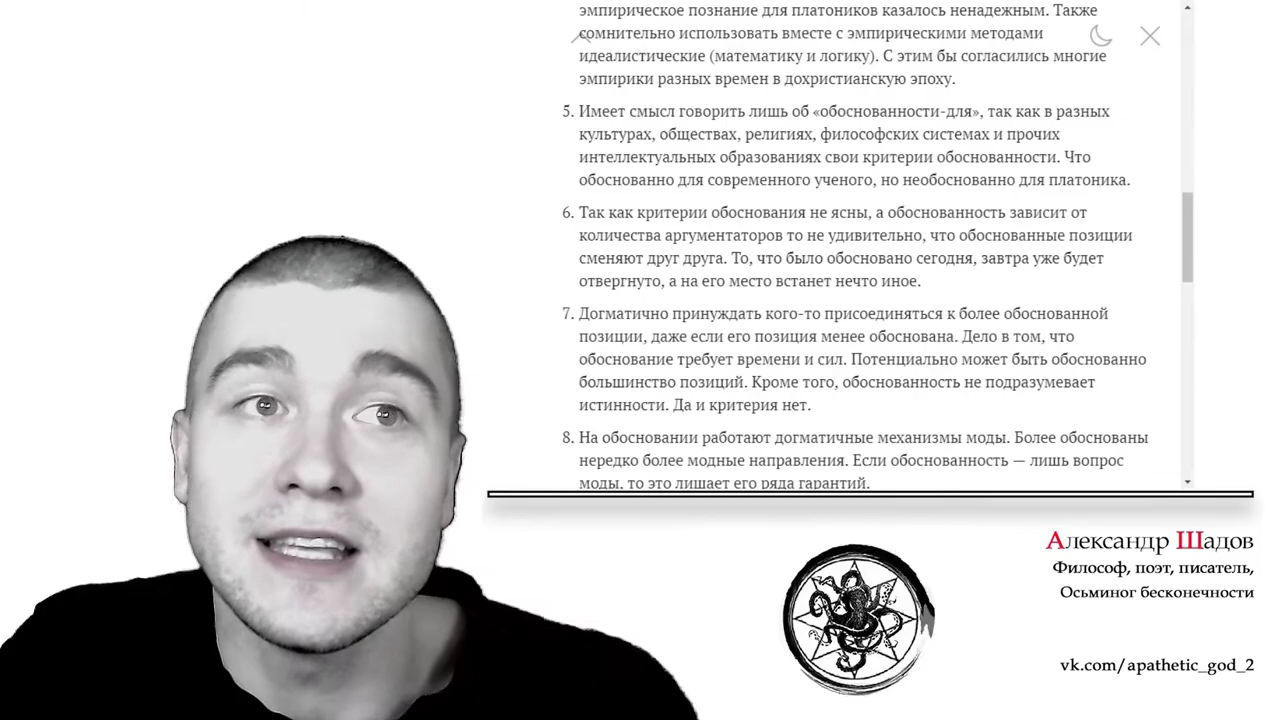 эмпирическое познание для платоников казалось ненадежным. Также
сомнительно использовать вместе с эмпирическими методами
идеалистические (математику и логику). С этим бы согласились многие
эмпирики разных времен в дохристианскую эпоху.
5. Имеет смысл говорить лишь об «обоснованности-для», так как в разных
культурах, обществах, религиях, философских системах и прочих
интеллектуальных образованиях свои критерии обоснованности. Что
обоснованно для современного ученого, но необоснованно для платоника.
6. Так как критерии обоснования не ясны, а обоснованность зависит от
количества аргументаторов то не удивительно, что обоснованные позиции
сменяют друг друга. То, что было обосновано сегодня, завтра уже будет
отвергнуто, а на его место встанет нечто иное.
7. Догматично принуждать кого-то присоединяться к более обоснованной
позиции, даже если его позиция менее обоснована. Дело в том, что
обоснование требует времени и сил. Потенциально может быть обоснованно
большинство позиций. Кроме того, обоснованность не подразумевает
истинности. Да и критерия нет.
8. На обосновании работают догматичные механизмы моды. Более обоснованы
нередко более модные направления. Если обоснованность — лишь вопрос
моды, то это лишает его ряда гарантий.
Александр Шадов
Философ, поэт, писатель,
Осьминог бесконечности
vk.com/apathetic_god_2